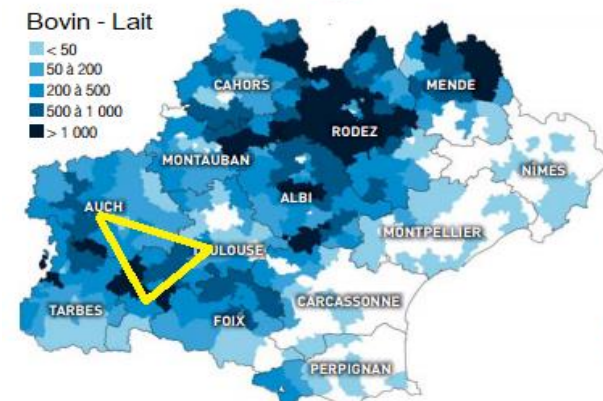 Bovin - Lait
< 50
50 à 200
200 à 500
500 à 1 000
> 1 000
CAHORS
MENDE
RODEZ
MONTAUBAN
NÎMES
ALBI
AUCH
MONTPELLIER
OULOUSE
CARCASSONNE
TARBES
FOIX
PERPIGNAN